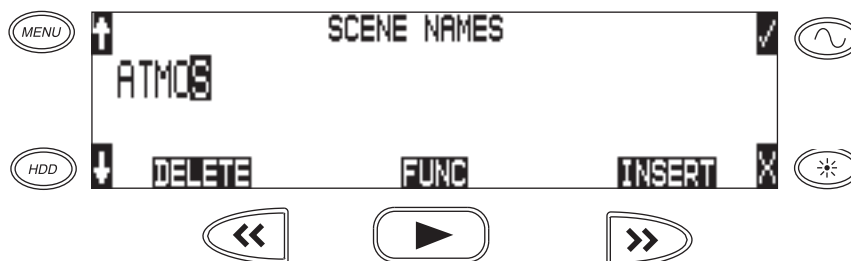 MENU SCENE NAMES
ATMOS
HDD DELETE FUNC INSERT X